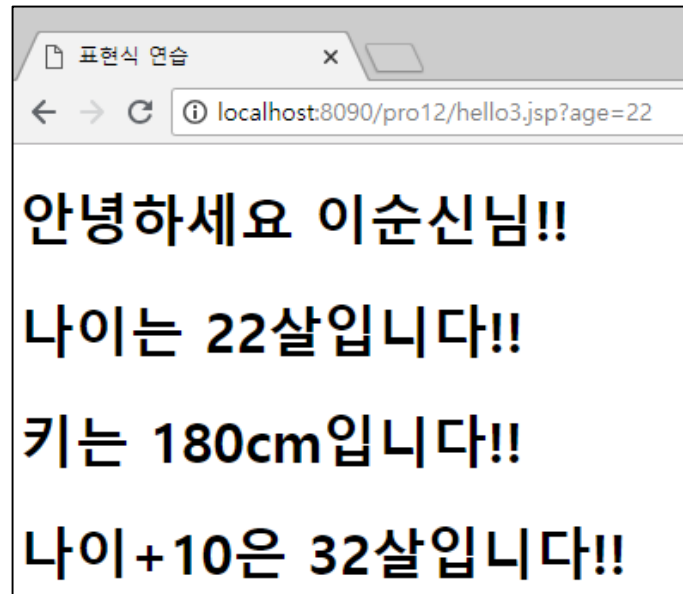 표현식 연습
localhost:8090/pro12/hello3.jsp?age=22
안녕하세요 이순신님!!
나이는 22살입니다!!
키는 180cm입니다!!
나이+10은 32살입니다!!